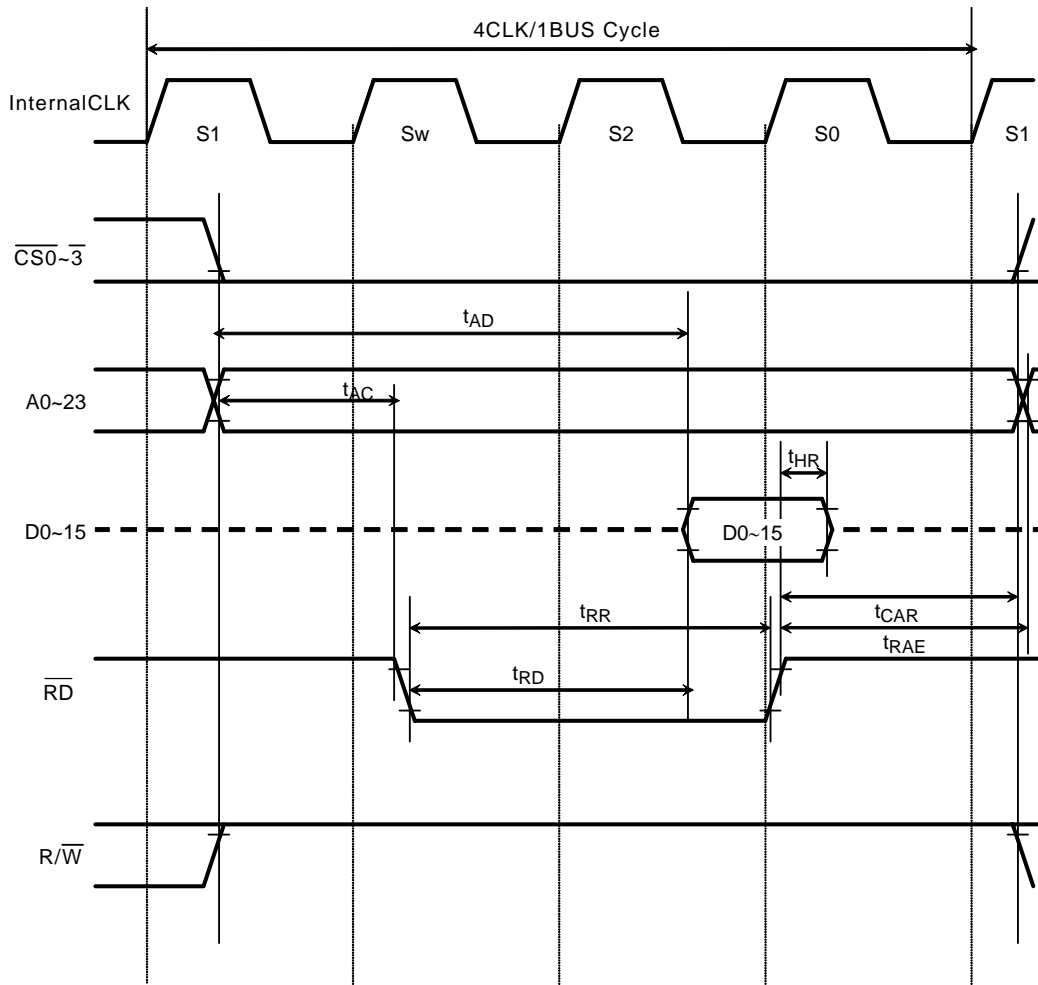 4CLK/1BUS Cycle
InternalCLK
S1 Sw S2 S0 S1
CS0~3
tAD
A0~23
tAC
tHR
D0~15
D0~15
tRR
tCAR
tRAE
RD
tRD
R/W